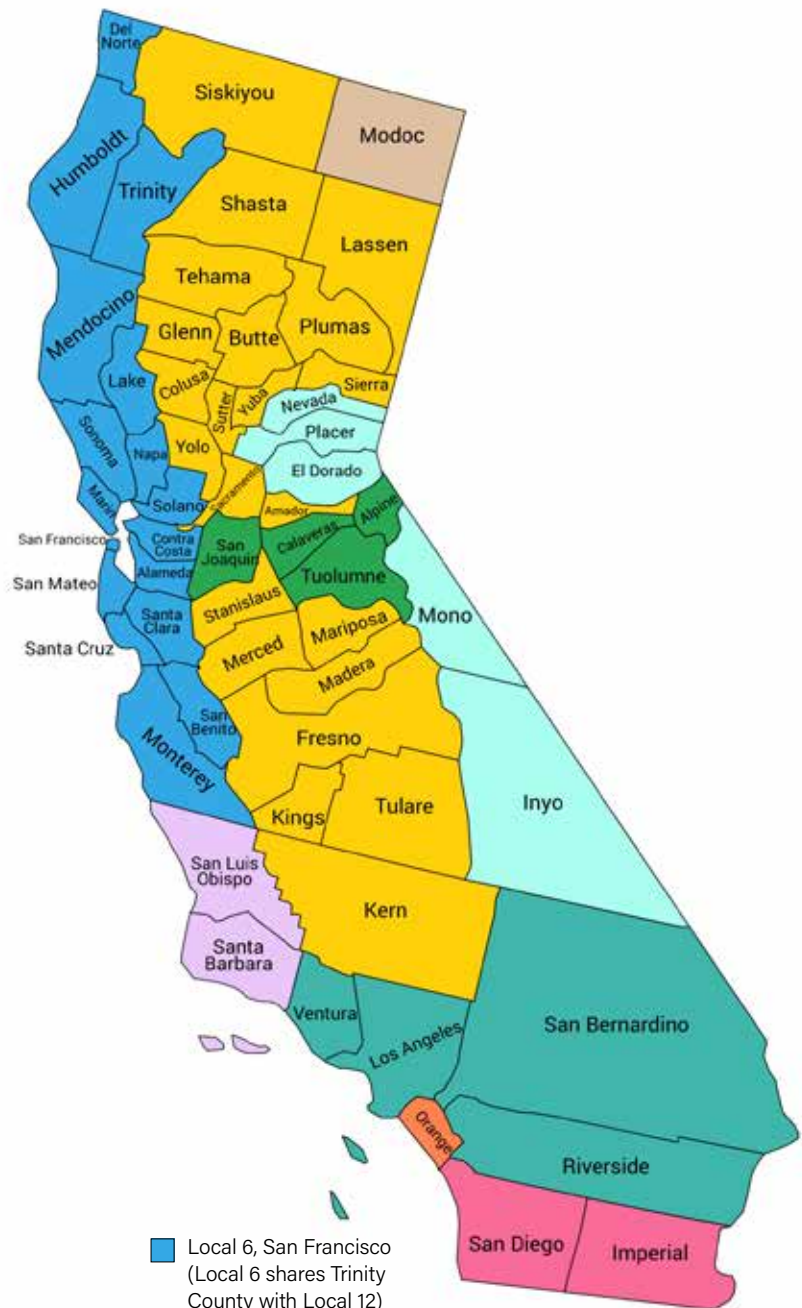 Del
Norte
Siskiyou
Modoc
Humboldt
Trinity
Shasta
Lassen
Tehama
Mendocino
Glenn
Butte
Plumas
Lake
Colusa
Sutter
Yuba
Sierra
Nevada
Placer
Sonoma
Napa
Yolo
El Dorado
Marin
Solano
Sacramento
Amador
Alpine
San Francisco
Contra
Costa
San
Joaquin
Calaveras
Alameda
Tuolumne
San Mateo
Stanislaus
Mono
Santa
Clara
Mariposa
Santa Cruz
Merced
Madera
San
Benito
Monterey
Fresno
Inyo
Kings
Tulare
San Luis
Obispo
Kern
Santa
Barbara
Ventura
Los Angeles
San Bernardino
Orange
Riverside
San Diego
Imperial
Local 6, San Francisco
(Local 6 shares Trinity
County with Local 12)